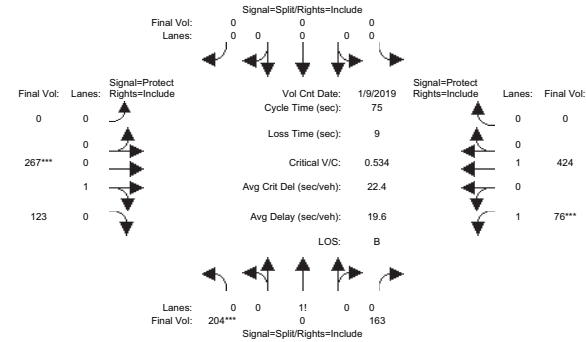 Signal=Split/Rights=Include
Final Vol: 0 0 0
Lanes: 0 0 0 0 0
Signal=Protect Signal=Protect
Final Vol: Lanes: Rights=Include Vol Cnt Date: 1/9/2019 Rights=Include Lanes: Final Vol:
Cycle Time (sec): 75
0 0 0 0
Loss Time (sec): 9
0 0
267*** 0 Critical V/C: 0.534 1 424
1 Avg Crit Del (sec/veh): 22.4 0
123 0 Avg Delay (sec/veh): 19.6 1 76***
LOS: B
Lanes: 0 0 1! 0 0
Final Vol: 204*** 0 163
Signal=Split/Rights=Include